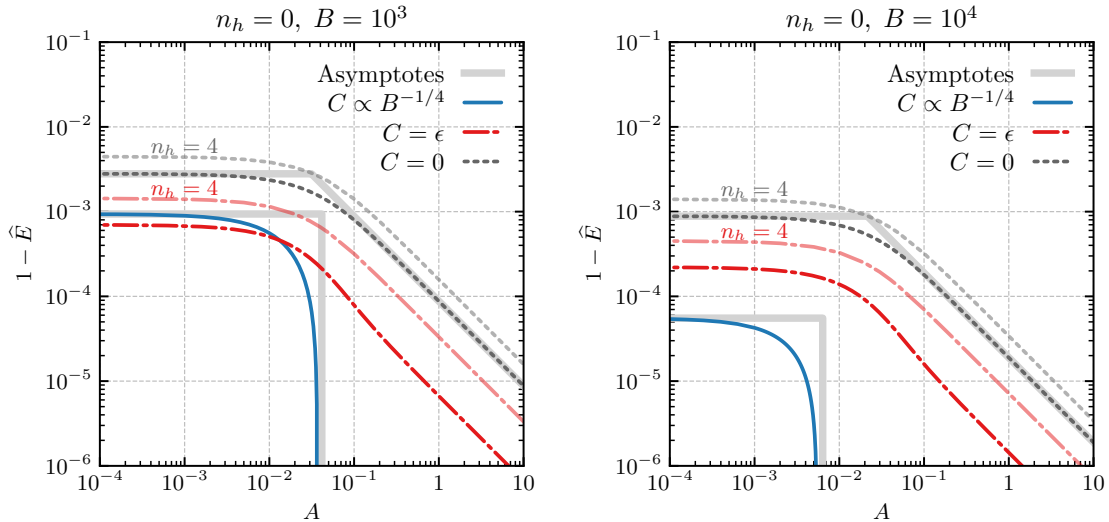 n_h = 0, B = 10^3
10^−1
10^−2
10^−3
10^−4
10^−5
10^−6
1 − Ê
Asymptotes
C ∝ B^−1/4
C = ϵ
C = 0
n_h = 4
n_h = 4
10^−4
10^−3
10^−2
10^−1
1
10
A
n_h = 0, B = 10^4
10^−1
10^−2
10^−3
10^−4
10^−5
10^−6
1 − Ê
Asymptotes
C ∝ B^−1/4
C = ϵ
C = 0
n_h = 4
n_h = 4
10^−4
10^−3
10^−2
10^−1
1
10
A